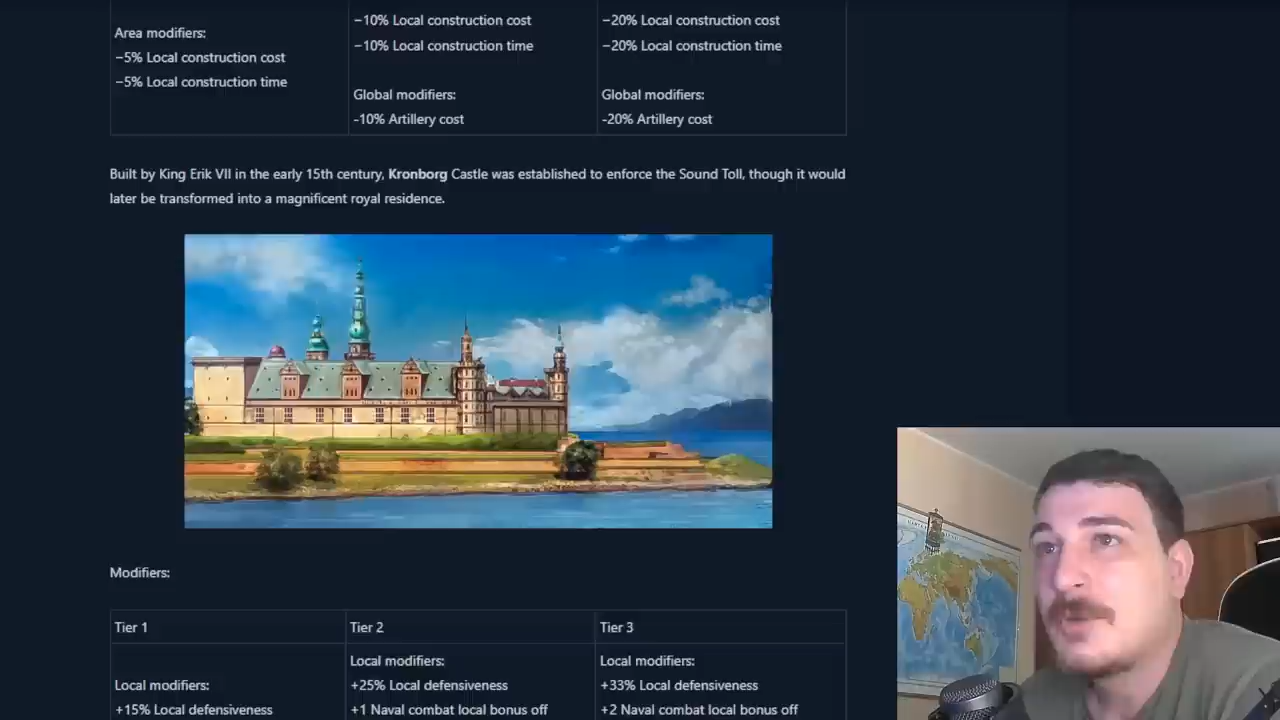 Area modifiers:
−5% Local construction cost
−5% Local construction time
−10% Local construction cost
−10% Local construction time
Global modifiers:
-10% Artillery cost
−20% Local construction cost
−20% Local construction time
Global modifiers:
-20% Artillery cost
Built by King Erik VII in the early 15th century, Kronborg Castle was established to enforce the Sound Toll, though it would
later be transformed into a magnificent royal residence.
Modifiers:
Tier 1
Tier 2
Tier 3
Local modifiers:
+15% Local defensiveness
Local modifiers:
+25% Local defensiveness
+1 Naval combat local bonus off
Local modifiers:
+33% Local defensiveness
+2 Naval combat local bonus off